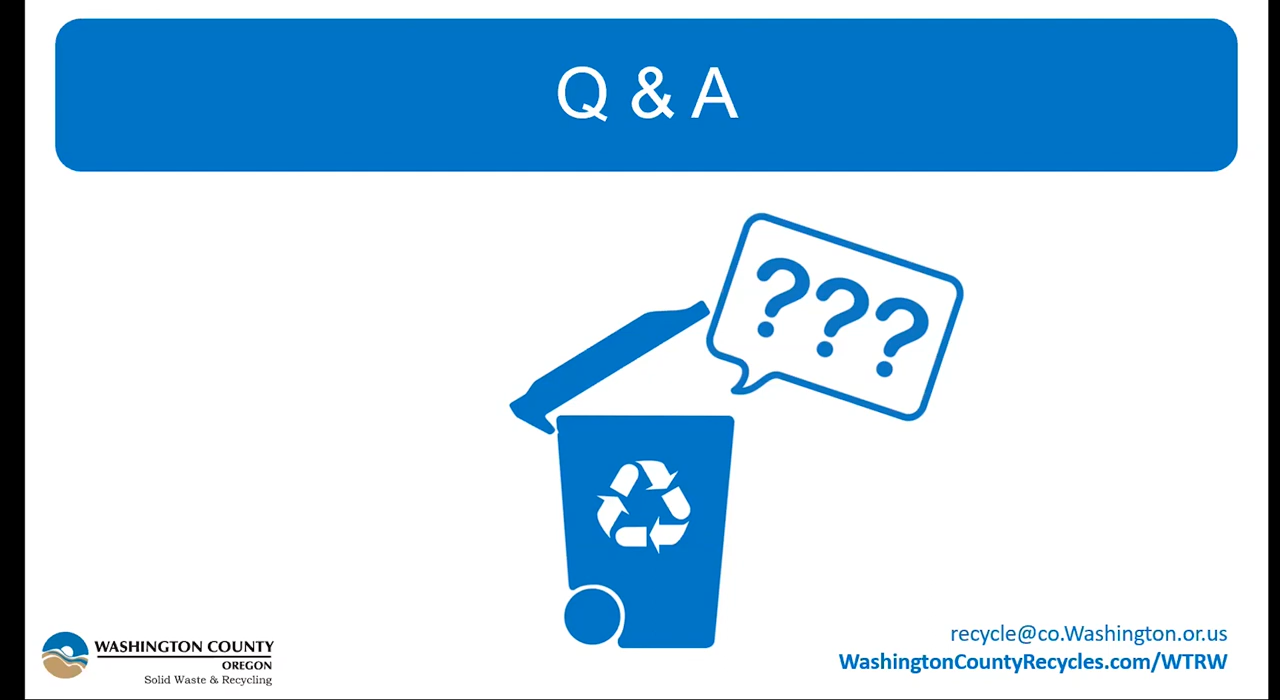 Q & A
???
WASHINGTON COUNTY
OREGON
Solid Waste & Recycling
recycle@co.Washington.or.us
WashingtonCountyRecycles.com/WTRW